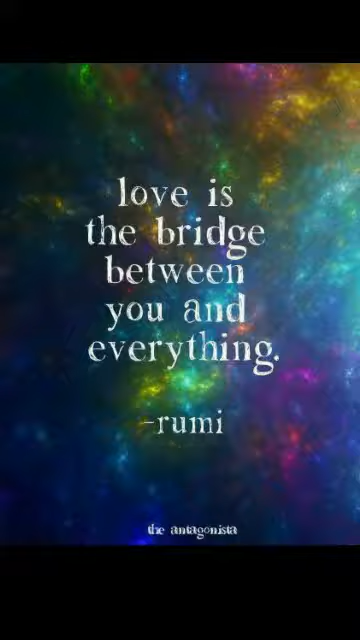 love is
the bridge
between
you and
everything.
-rumi
the antagonista